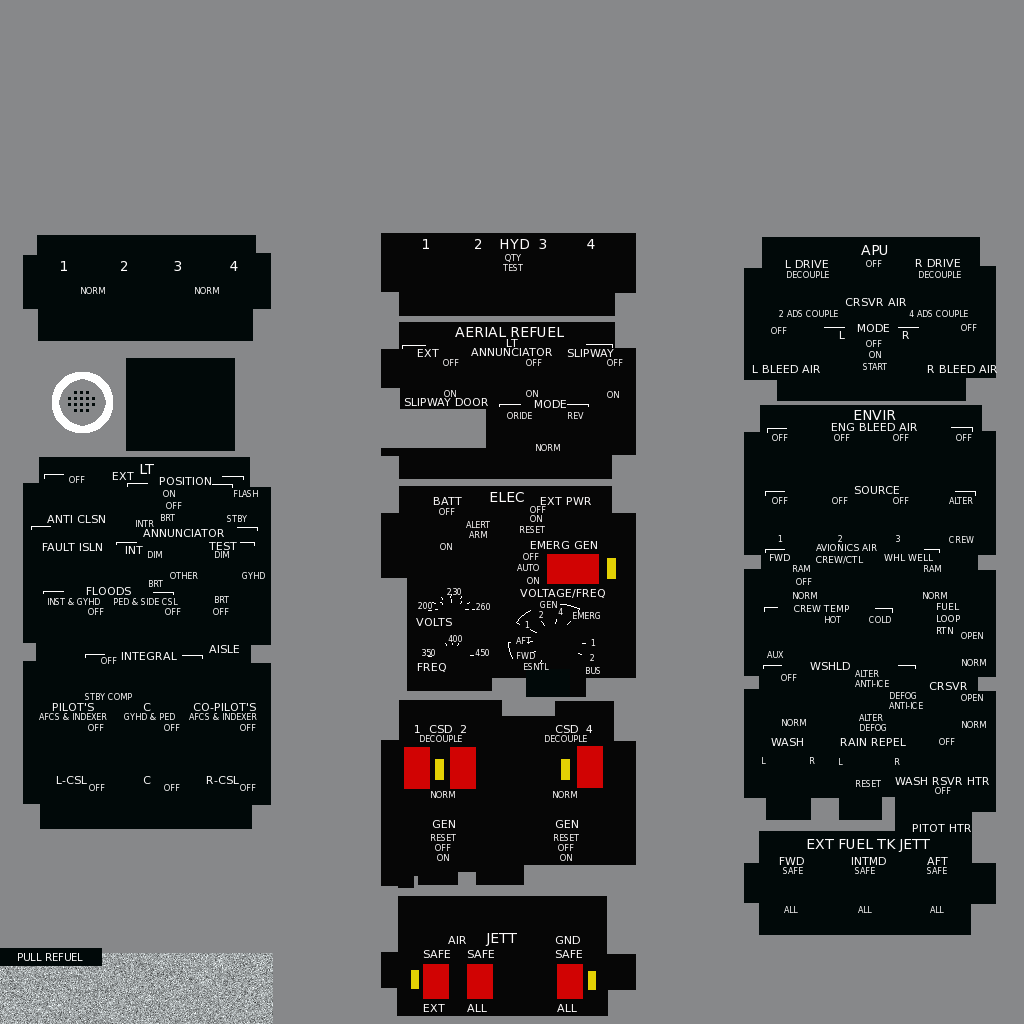 1 2 3 4
NORM NORM
LT
EXT
OFF
POSITION
ON FLASH
OFF
ANTI CLSN
BRT STBY
INTR
ANNUNCIATOR
FAULT ISLN
INT TEST
DIM DIM
OTHER GYHD
BRT
FLOODS
INST & GYHD PED & SIDE CSL BRT
OFF OFF OFF
AISLE
INTEGRAL
OFF
STBY COMP
PILOT'S C CO-PILOT'S
AFCS & INDEXER GYHD & PED AFCS & INDEXER
OFF OFF OFF
L-CSL C R-CSL
OFF OFF OFF
PULL REFUEL
1 2 HYD 3 4
QTY
TEST
AERIAL REFUEL
LT
EXT ANNUNCIATOR SLIPWAY
OFF OFF OFF
ON ON ON
SLIPWAY DOOR MODE
ORIDE REV
NORM
ELEC
BATT EXT PWR
OFF OFF
ON
ALERT RESET
ARM
ON EMERG GEN
OFF
AUTO
ON
VOLTAGE/FREQ
230
200 260
VOLTS
400
350 450
FREQ
GEN
2 4 EMERG
1
AFT 1
FWD 2
ESNTL BUS
1 CSD 2 CSD 4
DECOUPLE DECOUPLE
NORM NORM
GEN GEN
RESET RESET
OFF OFF
ON ON
JETT
AIR GND
SAFE SAFE SAFE
EXT ALL ALL
APU
L DRIVE OFF R DRIVE
DECOUPLE DECOUPLE
CRSVR AIR
2 ADS COUPLE 4 ADS COUPLE
OFF MODE OFF
L R
OFF
ON
START
L BLEED AIR R BLEED AIR
ENVIR
ENG BLEED AIR
OFF OFF OFF OFF
SOURCE
OFF OFF OFF ALTER
1 2 3 CREW
AVIONICS AIR
FWD CREW/CTL WHL WELL
RAM RAM
OFF
NORM NORM
CREW TEMP FUEL
HOT COLD LOOP
RTN OPEN
AUX NORM
WSHLD
OFF ALTER
ANTI-ICE CRSVR
DEFOG OPEN
ANTI-ICE
NORM ALTER NORM
DEFOG
WASH RAIN REPEL OFF
L R L R
RESET WASH RSVR HTR
OFF
PITOT HTR
EXT FUEL TK JETT
FWD INTMD AFT
SAFE SAFE SAFE
ALL ALL ALL